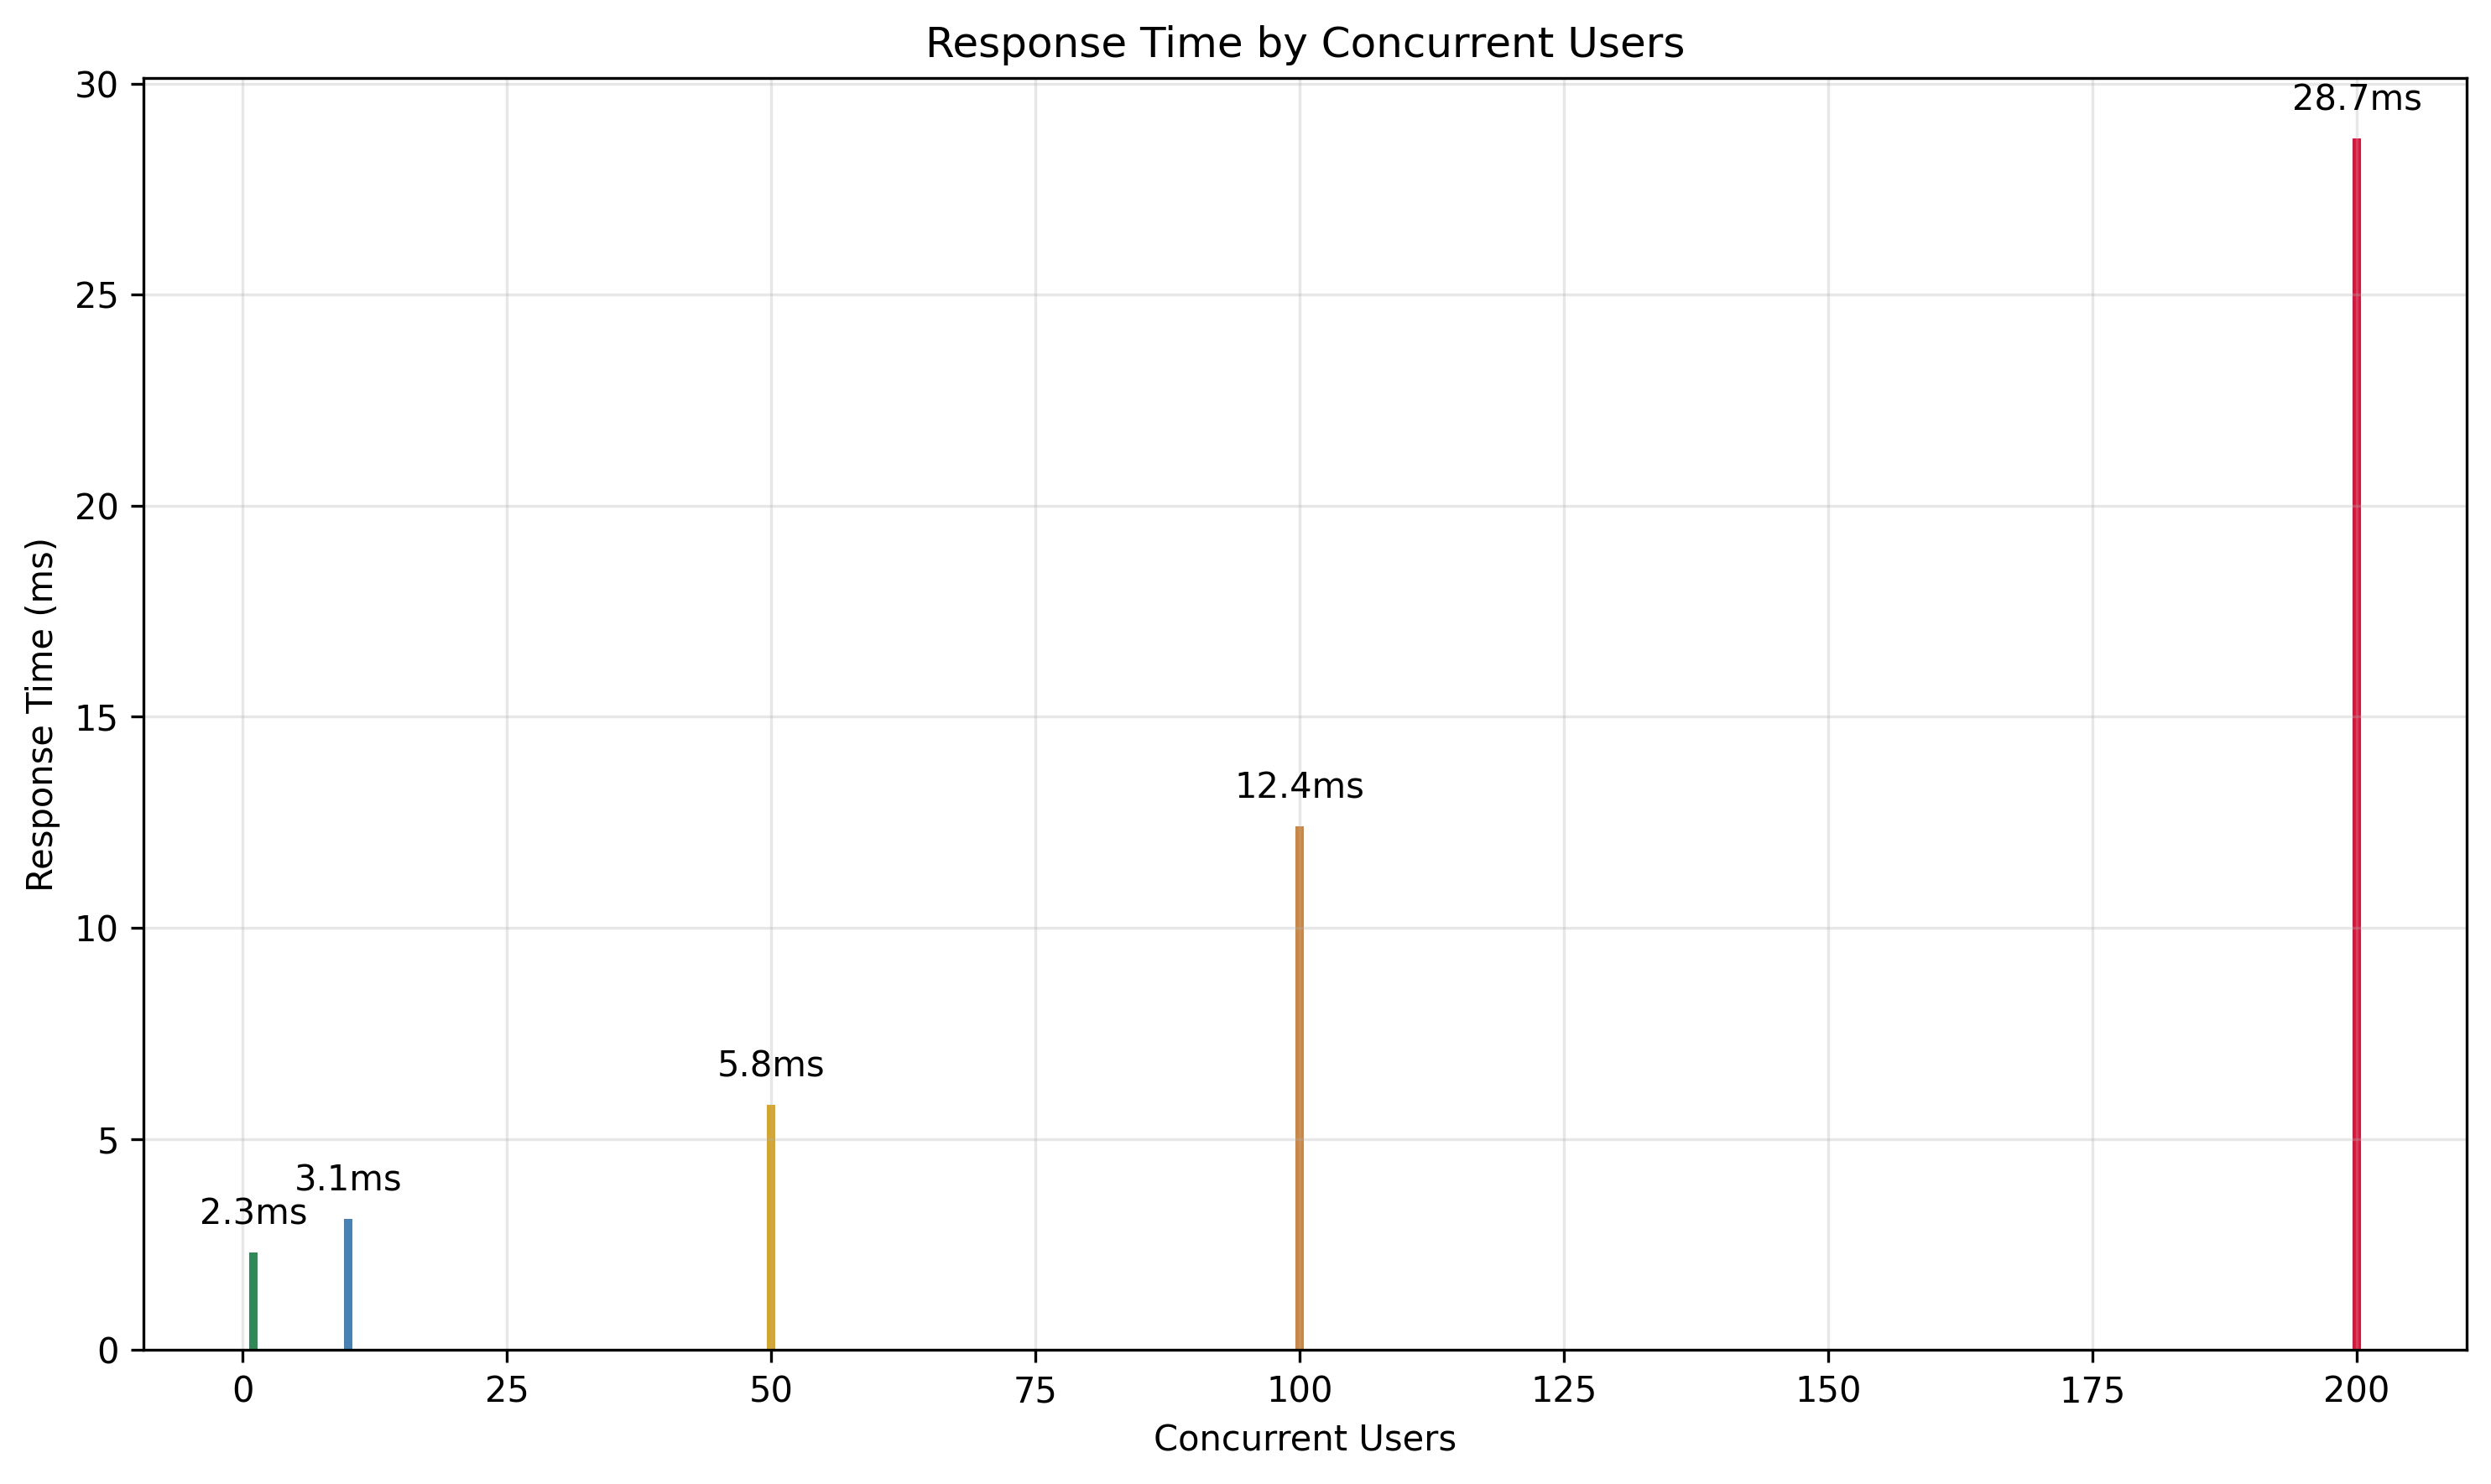 Response Time by Concurrent Users
30
25
20
15
10
5
0
Response Time (ms)
28.7ms
12.4ms
5.8ms
3.1ms
2.3ms
0 25 50 75 100 125 150 175 200
Concurrent Users